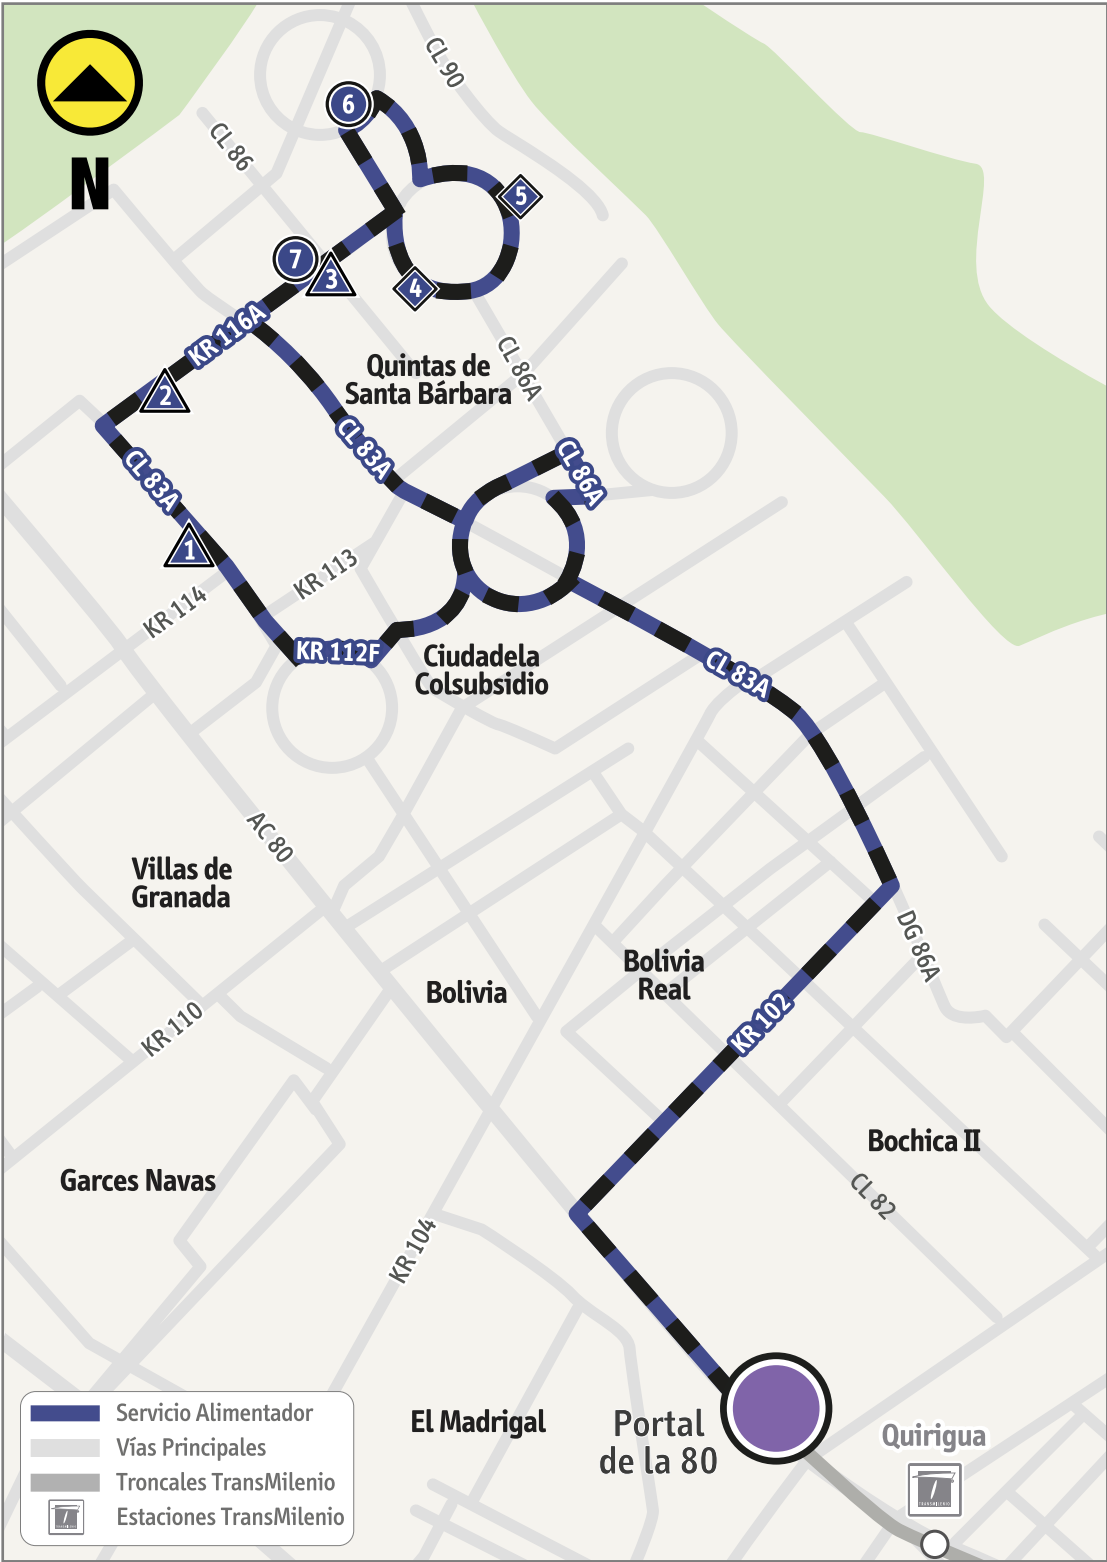 N
CL 90
6
CL 86
5
7
3
4
KR 116A
Quintas de
Santa Bárbara
CL 86A
2
CL 83A
CL 86A
CL 83A
1
KR 113
KR 114
KR 112F
Ciudadela
Colsubsidio
CL 83A
AC 80
Villas de
Granada
DG 86A
Bolivia
Real
Bolivia
KR 102
KR 110
Bochica II
Garces Navas
CL 82
KR 104
Servicio Alimentador
Vías Principales
Troncales TransMilenio
Estaciones TransMilenio
El Madrigal
Portal
de la 80
Quirigua
TRANSMILENIO